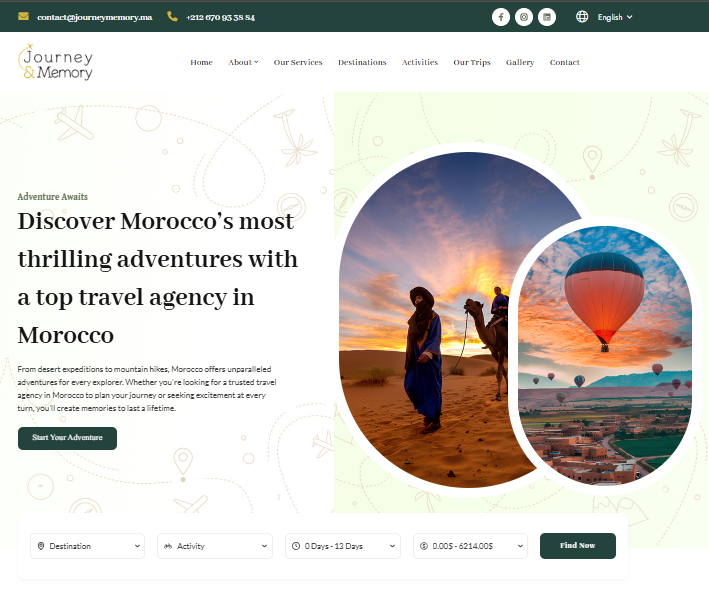 contact@journeymemory.ma
+212 670 93 38 84
English
Journey
&Memory
Home
About
Our Services
Destinations
Activities
Our Trips
Gallery
Contact
Adventure Awaits
Discover Morocco's most
thrilling adventures with
a top travel agency in
Morocco
From desert expeditions to mountain hikes, Morocco offers unparalleled
adventures for every explorer. Whether you're looking for a trusted travel
agency in Morocco to plan your journey or seeking excitement at every
turn, you'll create memories to last a lifetime.
Start Your Adventure
Destination
Activity
0 Days - 13 Days
0.00$ - 6214.00$
Find Now